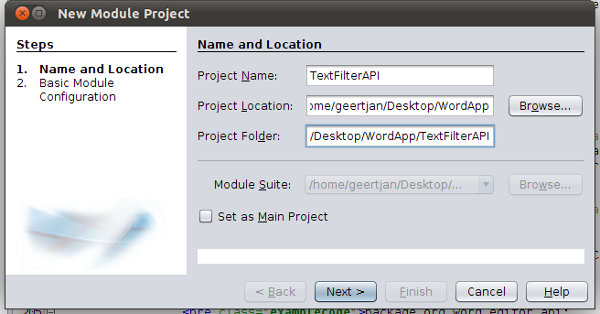 New Module Project
Steps
1. Name and Location
2. Basic Module
Configuration
Name and Location
Project Name: TextFilterAPI
Project Location: ome/geertjan/Desktop/WordApp Browse...
Project Folder: /Desktop/WordApp/TextFilterAPI
Module Suite: /home/geertjan/Desktop/... Browse...
Set as Main Project
< Back Next > Finish Cancel Help
<pre class="examplecode">package org.word.editor.api;